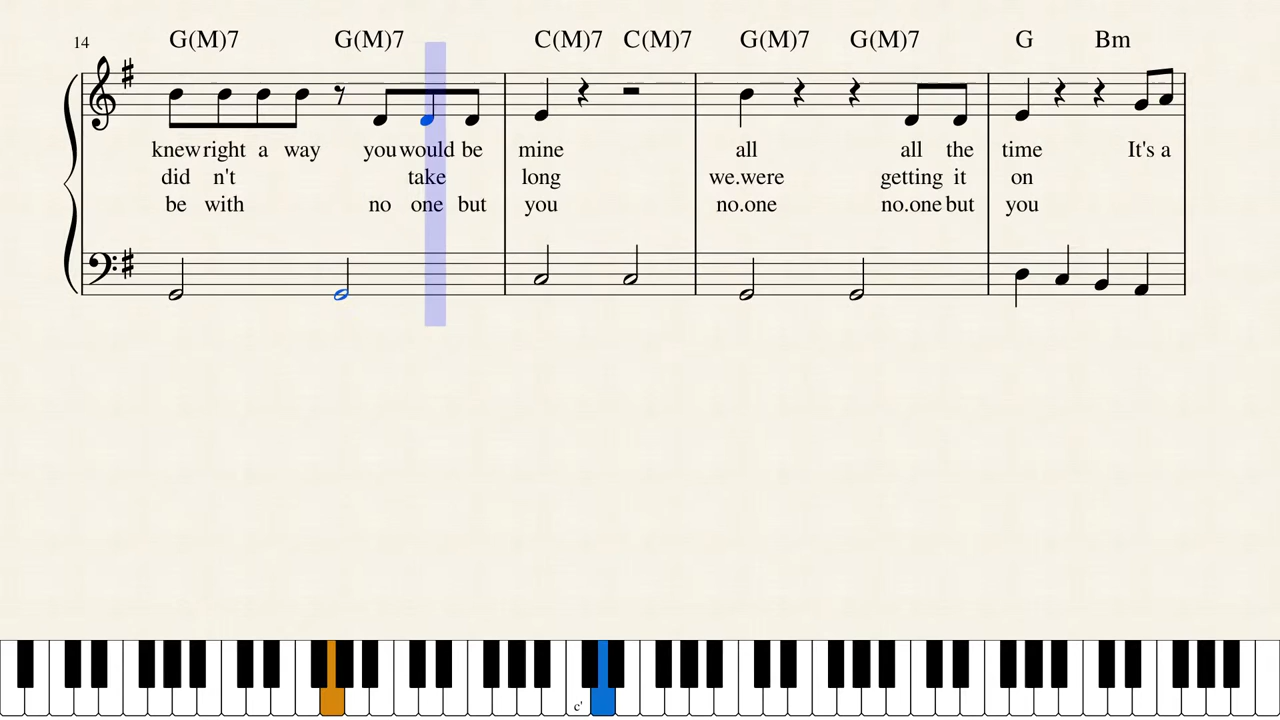 14 G(M)7 G(M)7 C(M)7 C(M)7 G(M)7 G(M)7 G Bm
knew right a way you would be mine all all the time It's a
did n't take long we.were getting it on
be with no one but you no.one no.one but you
c'